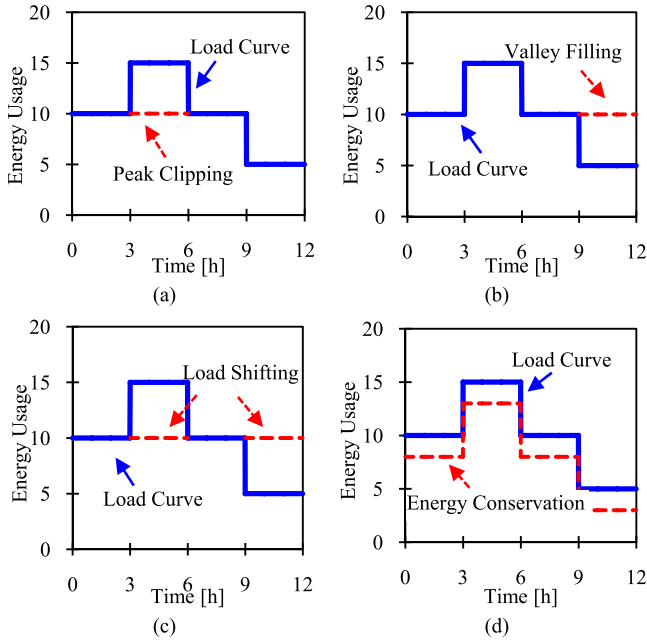 20
15
10
5
0
Energy Usage
Load Curve
Peak Clipping
0 3 6 9 12
Time [h]
(a)
20
15
10
5
0
Energy Usage
Valley Filling
Load Curve
0 3 6 9 12
Time [h]
(b)
20
15
10
5
0
Energy Usage
Load Shifting
Load Curve
0 3 6 9 12
Time [h]
(c)
20
15
10
5
0
Energy Usage
Load Curve
Energy Conservation
0 3 6 9 12
Time [h]
(d)